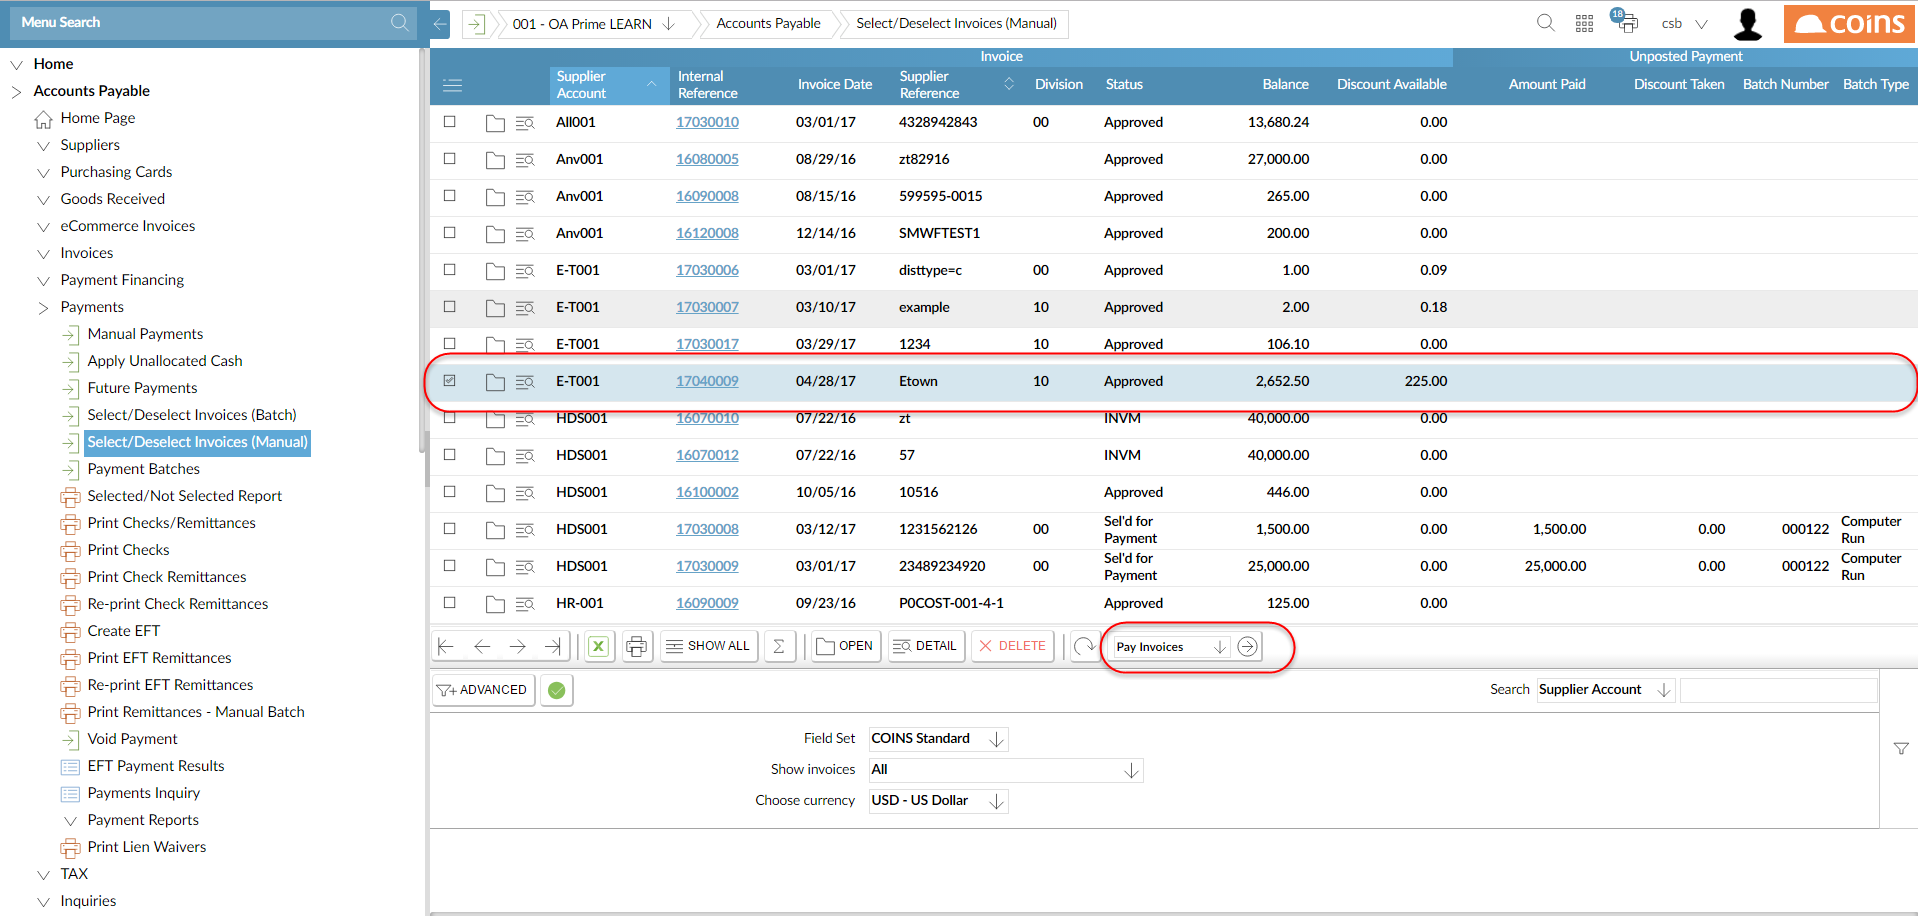 Menu Search
001 - OA Prime LEARN
Accounts Payable
Select/Deselect Invoices (Manual)
18
csb
coins
Home
Accounts Payable
Home Page
Suppliers
Purchasing Cards
Goods Received
eCommerce Invoices
Invoices
Payment Financing
Payments
Manual Payments
Apply Unallocated Cash
Future Payments
Select/Deselect Invoices (Batch)
Select/Deselect Invoices (Manual)
Payment Batches
Selected/Not Selected Report
Print Checks/Remittances
Print Checks
Print Check Remittances
Re-print Check Remittances
Create EFT
Print EFT Remittances
Re-print EFT Remittances
Print Remittances - Manual Batch
Void Payment
EFT Payment Results
Payments Inquiry
Payment Reports
Print Lien Waivers
TAX
Inquiries
Invoice Unposted Payment
Supplier Account Internal Reference Invoice Date Supplier Reference Division Status Balance Discount Available Amount Paid Discount Taken Batch Number Batch Type
All001 17030010 03/01/17 4328942843 00 Approved 13,680.24 0.00
Anv001 16080005 08/29/16 zt82916 Approved 27,000.00 0.00
Anv001 16090008 08/15/16 599595-0015 Approved 265.00 0.00
Anv001 16120008 12/14/16 SMWFTEST1 Approved 200.00 0.00
E-T001 17030006 03/01/17 disttype=c 00 Approved 1.00 0.09
E-T001 17030007 03/10/17 example 10 Approved 2.00 0.18
E-T001 17030017 03/29/17 1234 10 Approved 106.10 0.00
E-T001 17040009 04/28/17 Etown 10 Approved 2,652.50 225.00
HDS001 16070010 07/22/16 zt INVM 40,000.00 0.00
HDS001 16070012 07/22/16 57 INVM 40,000.00 0.00
HDS001 16100002 10/05/16 10516 Approved 446.00 0.00
HDS001 17030008 03/12/17 1231562126 00 Sel'd for Payment 1,500.00 0.00 1,500.00 0.00 000122 Computer Run
HDS001 17030009 03/01/17 23489234920 00 Sel'd for Payment 25,000.00 0.00 25,000.00 0.00 000122 Computer Run
HR-001 16090009 09/23/16 P0COST-001-4-1 Approved 125.00 0.00
SHOW ALL Σ OPEN DETAIL DELETE Pay Invoices
ADVANCED Search Supplier Account
Field Set COINS Standard
Show invoices All
Choose currency USD - US Dollar